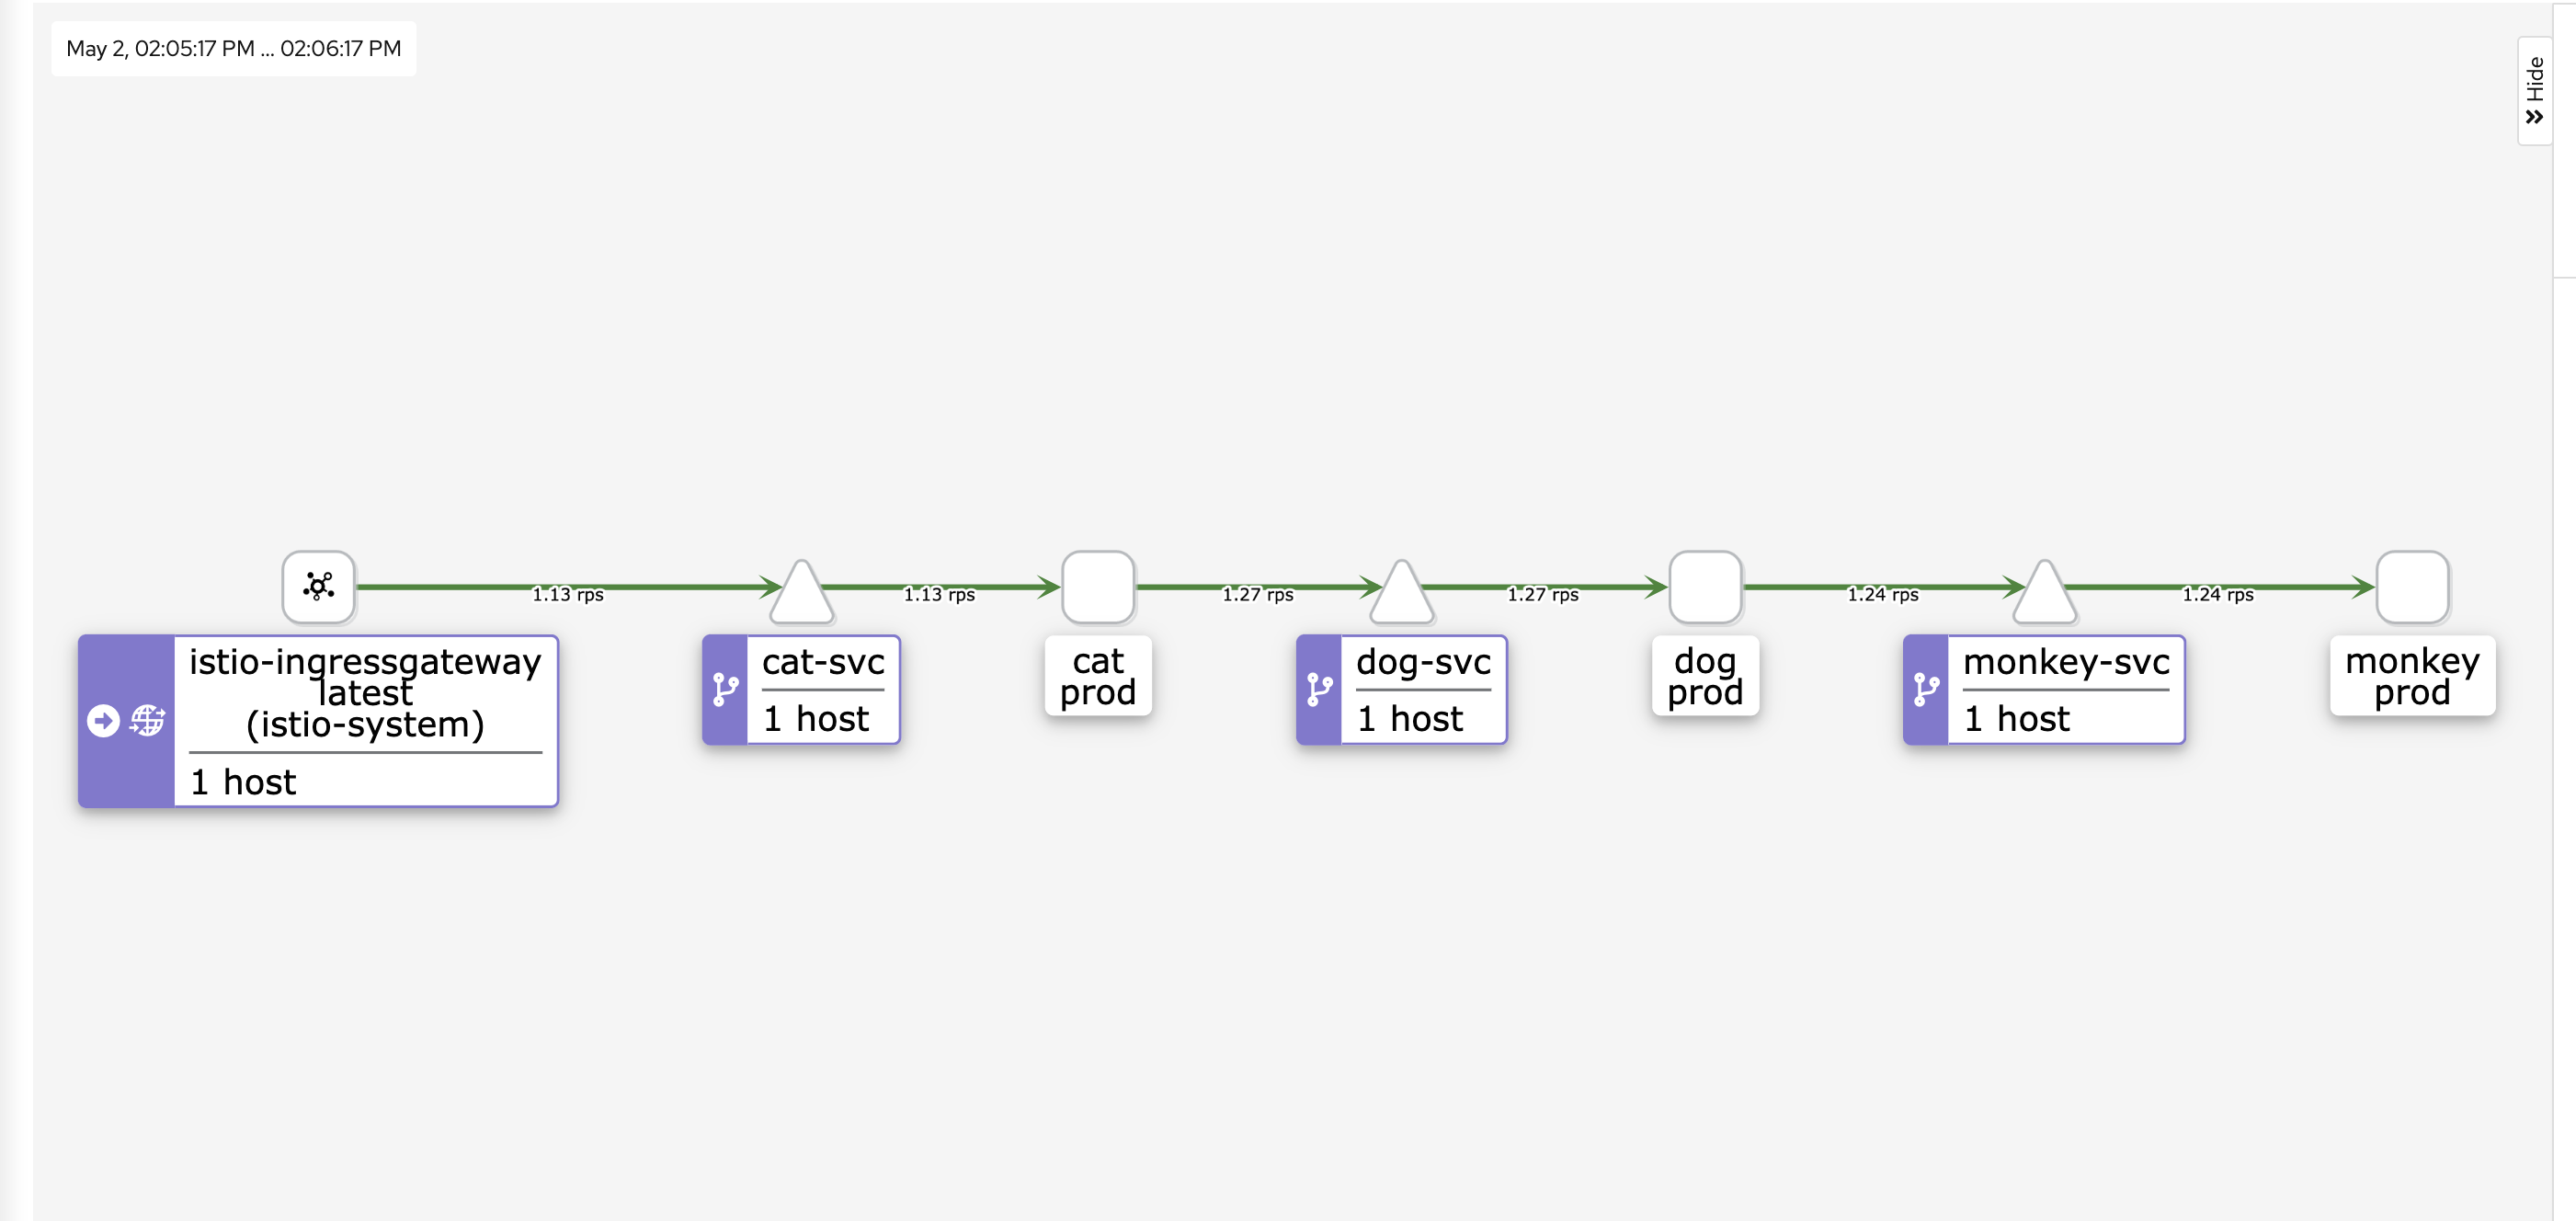 May 2, 02:05:17 PM ... 02:06:17 PM
Hide
1.13 rps
1.13 rps
1.27 rps
1.27 rps
1.24 rps
1.24 rps
istio-ingressgateway
latest
(istio-system)
1 host
cat-svc
1 host
cat
prod
dog-svc
1 host
dog
prod
monkey-svc
1 host
monkey
prod